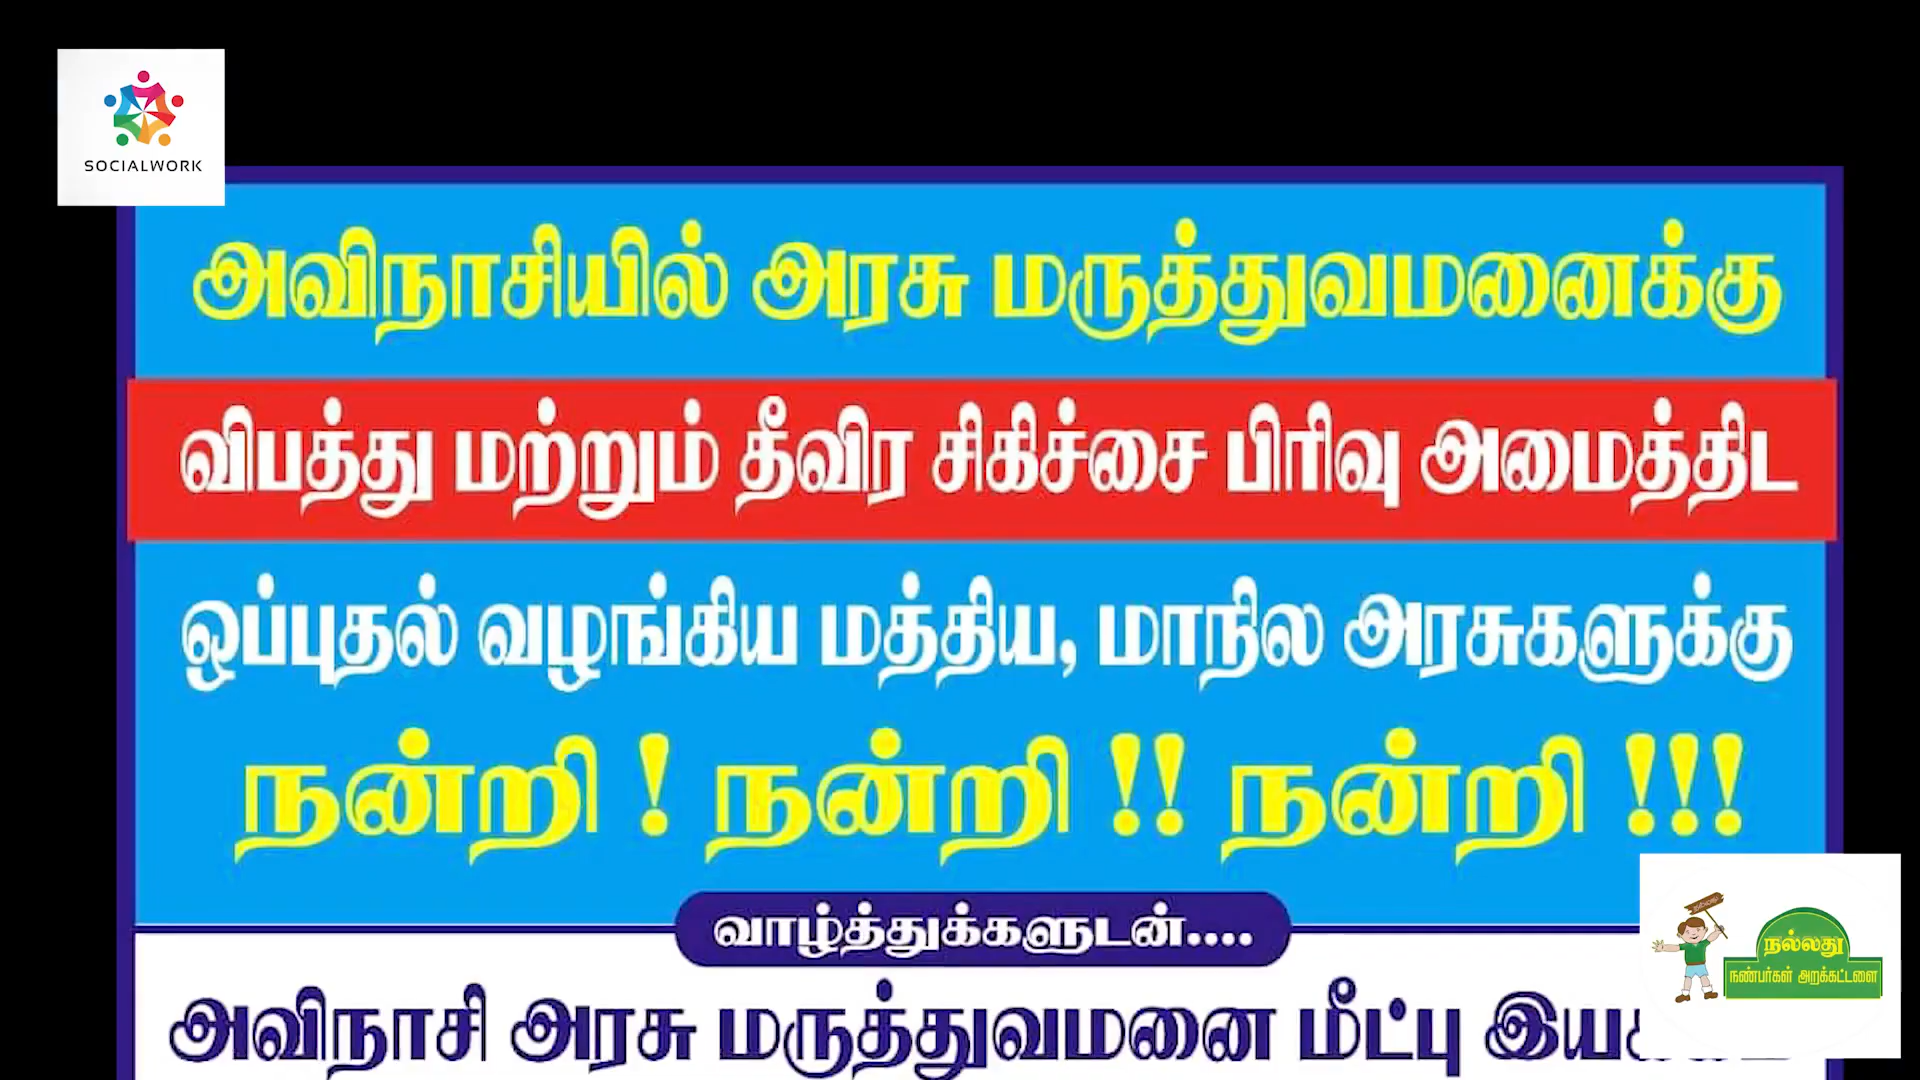 SOCIALWORK
அவிநாசியில் அரசு மருத்துவமனைக்கு
விபத்து மற்றும் தீவிர சிகிச்சை பிரிவு அமைத்திட
ஒப்புதல் வழங்கிய மத்திய, மாநில அரசுகளுக்கு
நன்றி ! நன்றி !! நன்றி !!!
வாழ்த்துக்களுடன்....
அவிநாசி அரசு மருத்துவமனை மீட்பு
நல்லது
நண்பர்கள் அறக்கட்டளை